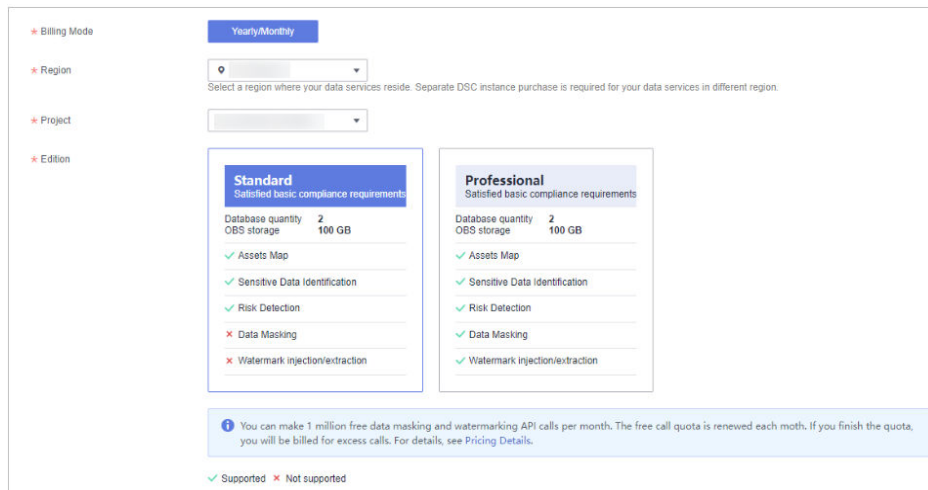 * Billing Mode
Yearly/Monthly
* Region
Select a region where your data services reside. Separate DSC instance purchase is required for your data services in different region.
* Project
* Edition
Standard
Satisfied basic compliance requirements
Database quantity 2
OBS storage 100 GB
Assets Map
Sensitive Data Identification
Risk Detection
Data Masking
Watermark injection/extraction
Professional
Satisfied basic compliance requirements
Database quantity 2
OBS storage 100 GB
Assets Map
Sensitive Data Identification
Risk Detection
Data Masking
Watermark injection/extraction
You can make 1 million free data masking and watermarking API calls per month. The free call quota is renewed each moth. If you finish the quota,
you will be billed for excess calls. For details, see Pricing Details.
Supported Not supported